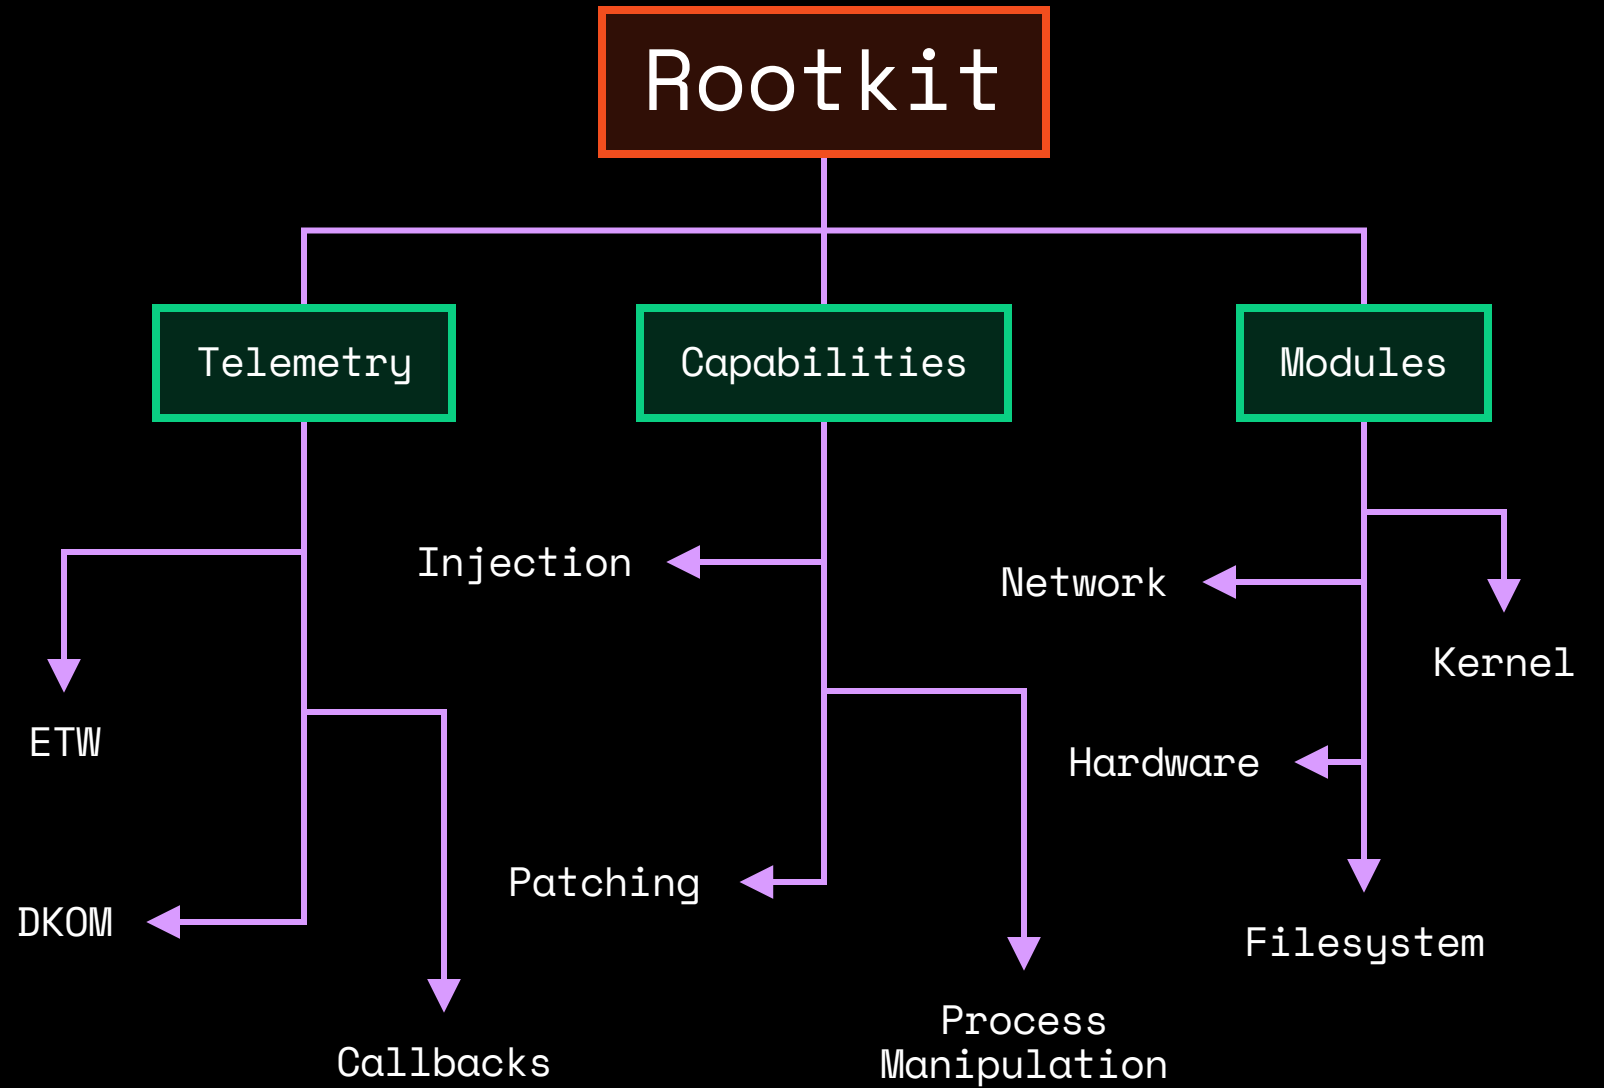 Rootkit
Telemetry
Capabilities
Modules
Injection
Network
Kernel
ETW
Hardware
Patching
DKOM
Filesystem
Process
Manipulation
Callbacks